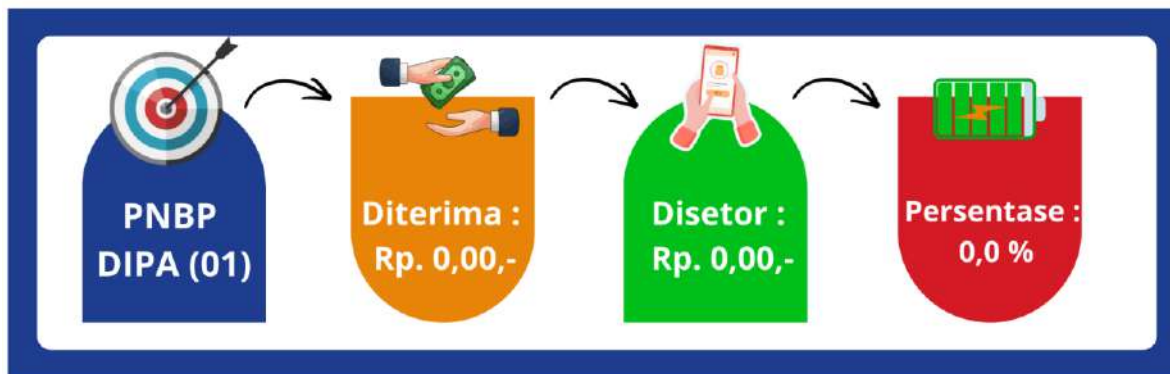 PNBP
DIPA (01)
Diterima :
Rp. 0,00,-
Disetor :
Rp. 0,00,-
Persentase :
0,0 %